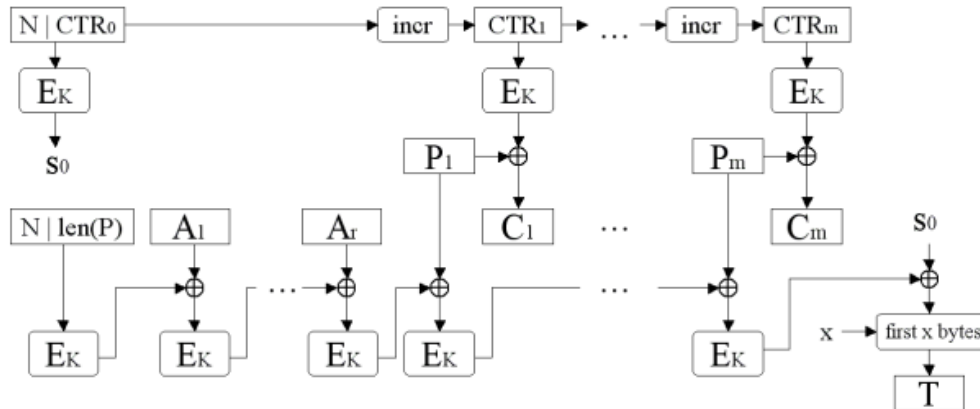 N | CTR0 incr CTR1 ... incr CTRm
EK EK EK
S0 P1 Pm
N | len(P) A1 Ar C1 ... Cm S0
... ...
EK EK EK EK EK x first x bytes
T